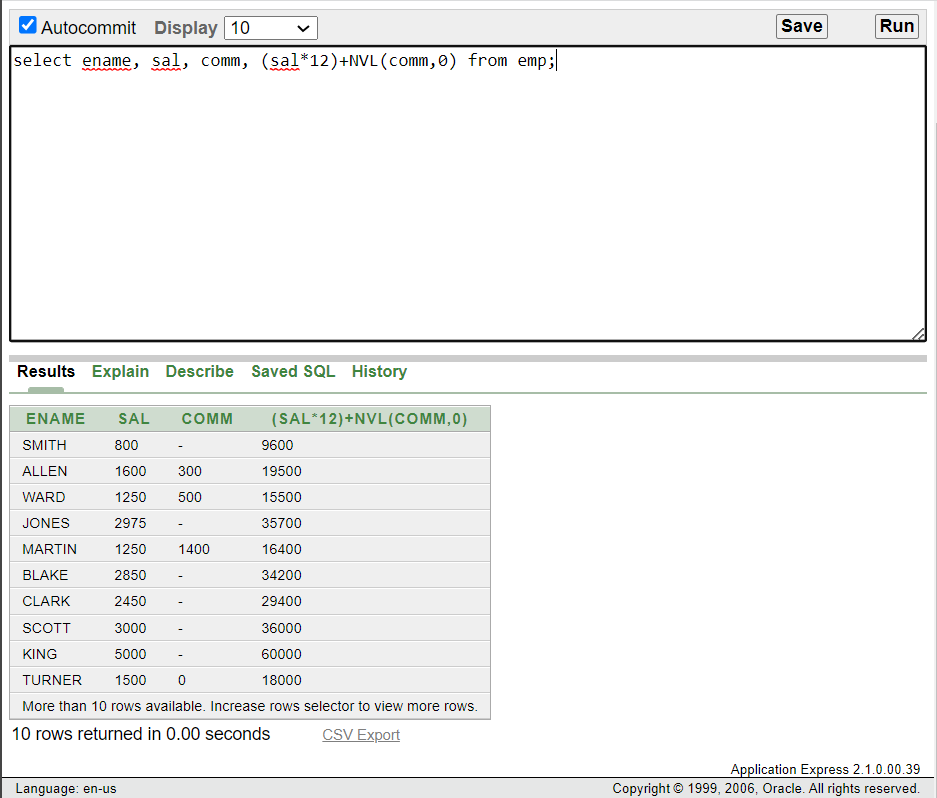 Autocommit Display 10 Save Run
select ename, sal, comm, (sal*12)+NVL(comm,0) from emp;
Results Explain Describe Saved SQL History
ENAME SAL COMM (SAL*12)+NVL(COMM,0)
SMITH 800 - 9600
ALLEN 1600 300 19500
WARD 1250 500 15500
JONES 2975 - 35700
MARTIN 1250 1400 16400
BLAKE 2850 - 34200
CLARK 2450 - 29400
SCOTT 3000 - 36000
KING 5000 - 60000
TURNER 1500 0 18000
More than 10 rows available. Increase rows selector to view more rows.
10 rows returned in 0.00 seconds CSV Export
Application Express 2.1.0.00.39
Language: en-us Copyright © 1999, 2006, Oracle. All rights reserved.